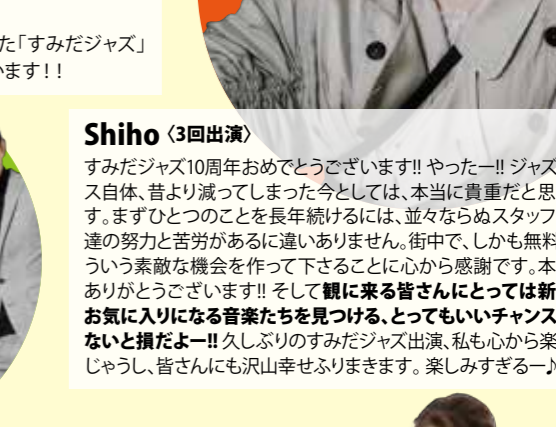 た「すみだジャズ」
います!!
Shiho〈3回出演〉
すみだジャズ10周年おめでとうございます!! やったー!! ジャズ
ス自体、昔より減ってしまった今としては、本当に貴重だと思
す。まずひとつのことを長年続けるには、並々ならぬスタッフ
達の努力と苦労があるに違いありません。街中で、しかも無料
ういう素敵な機会を作って下さることに心から感謝です。本
ありがとうございます!! そして観に来る皆さんにとっては新
お気に入りになる音楽たちを見つける、とってもいいチャンス
ないと損だよー!! 久しぶりのすみだジャズ出演、私も心から楽
じゃうし、皆さんにも沢山幸せふりまきます。楽しみすぎるー♪